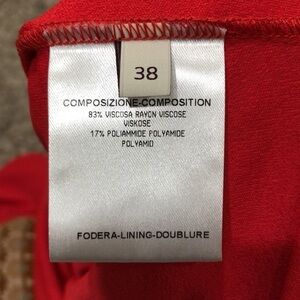 38
COMPOSIZIONE-COMPOSITION
83% VISCOSA RAYON VISCOSE
VISKOSE
17% POLIAMMIDE POLYAMIDE
POLYAMID
FODERA-LINING-DOUBLURE